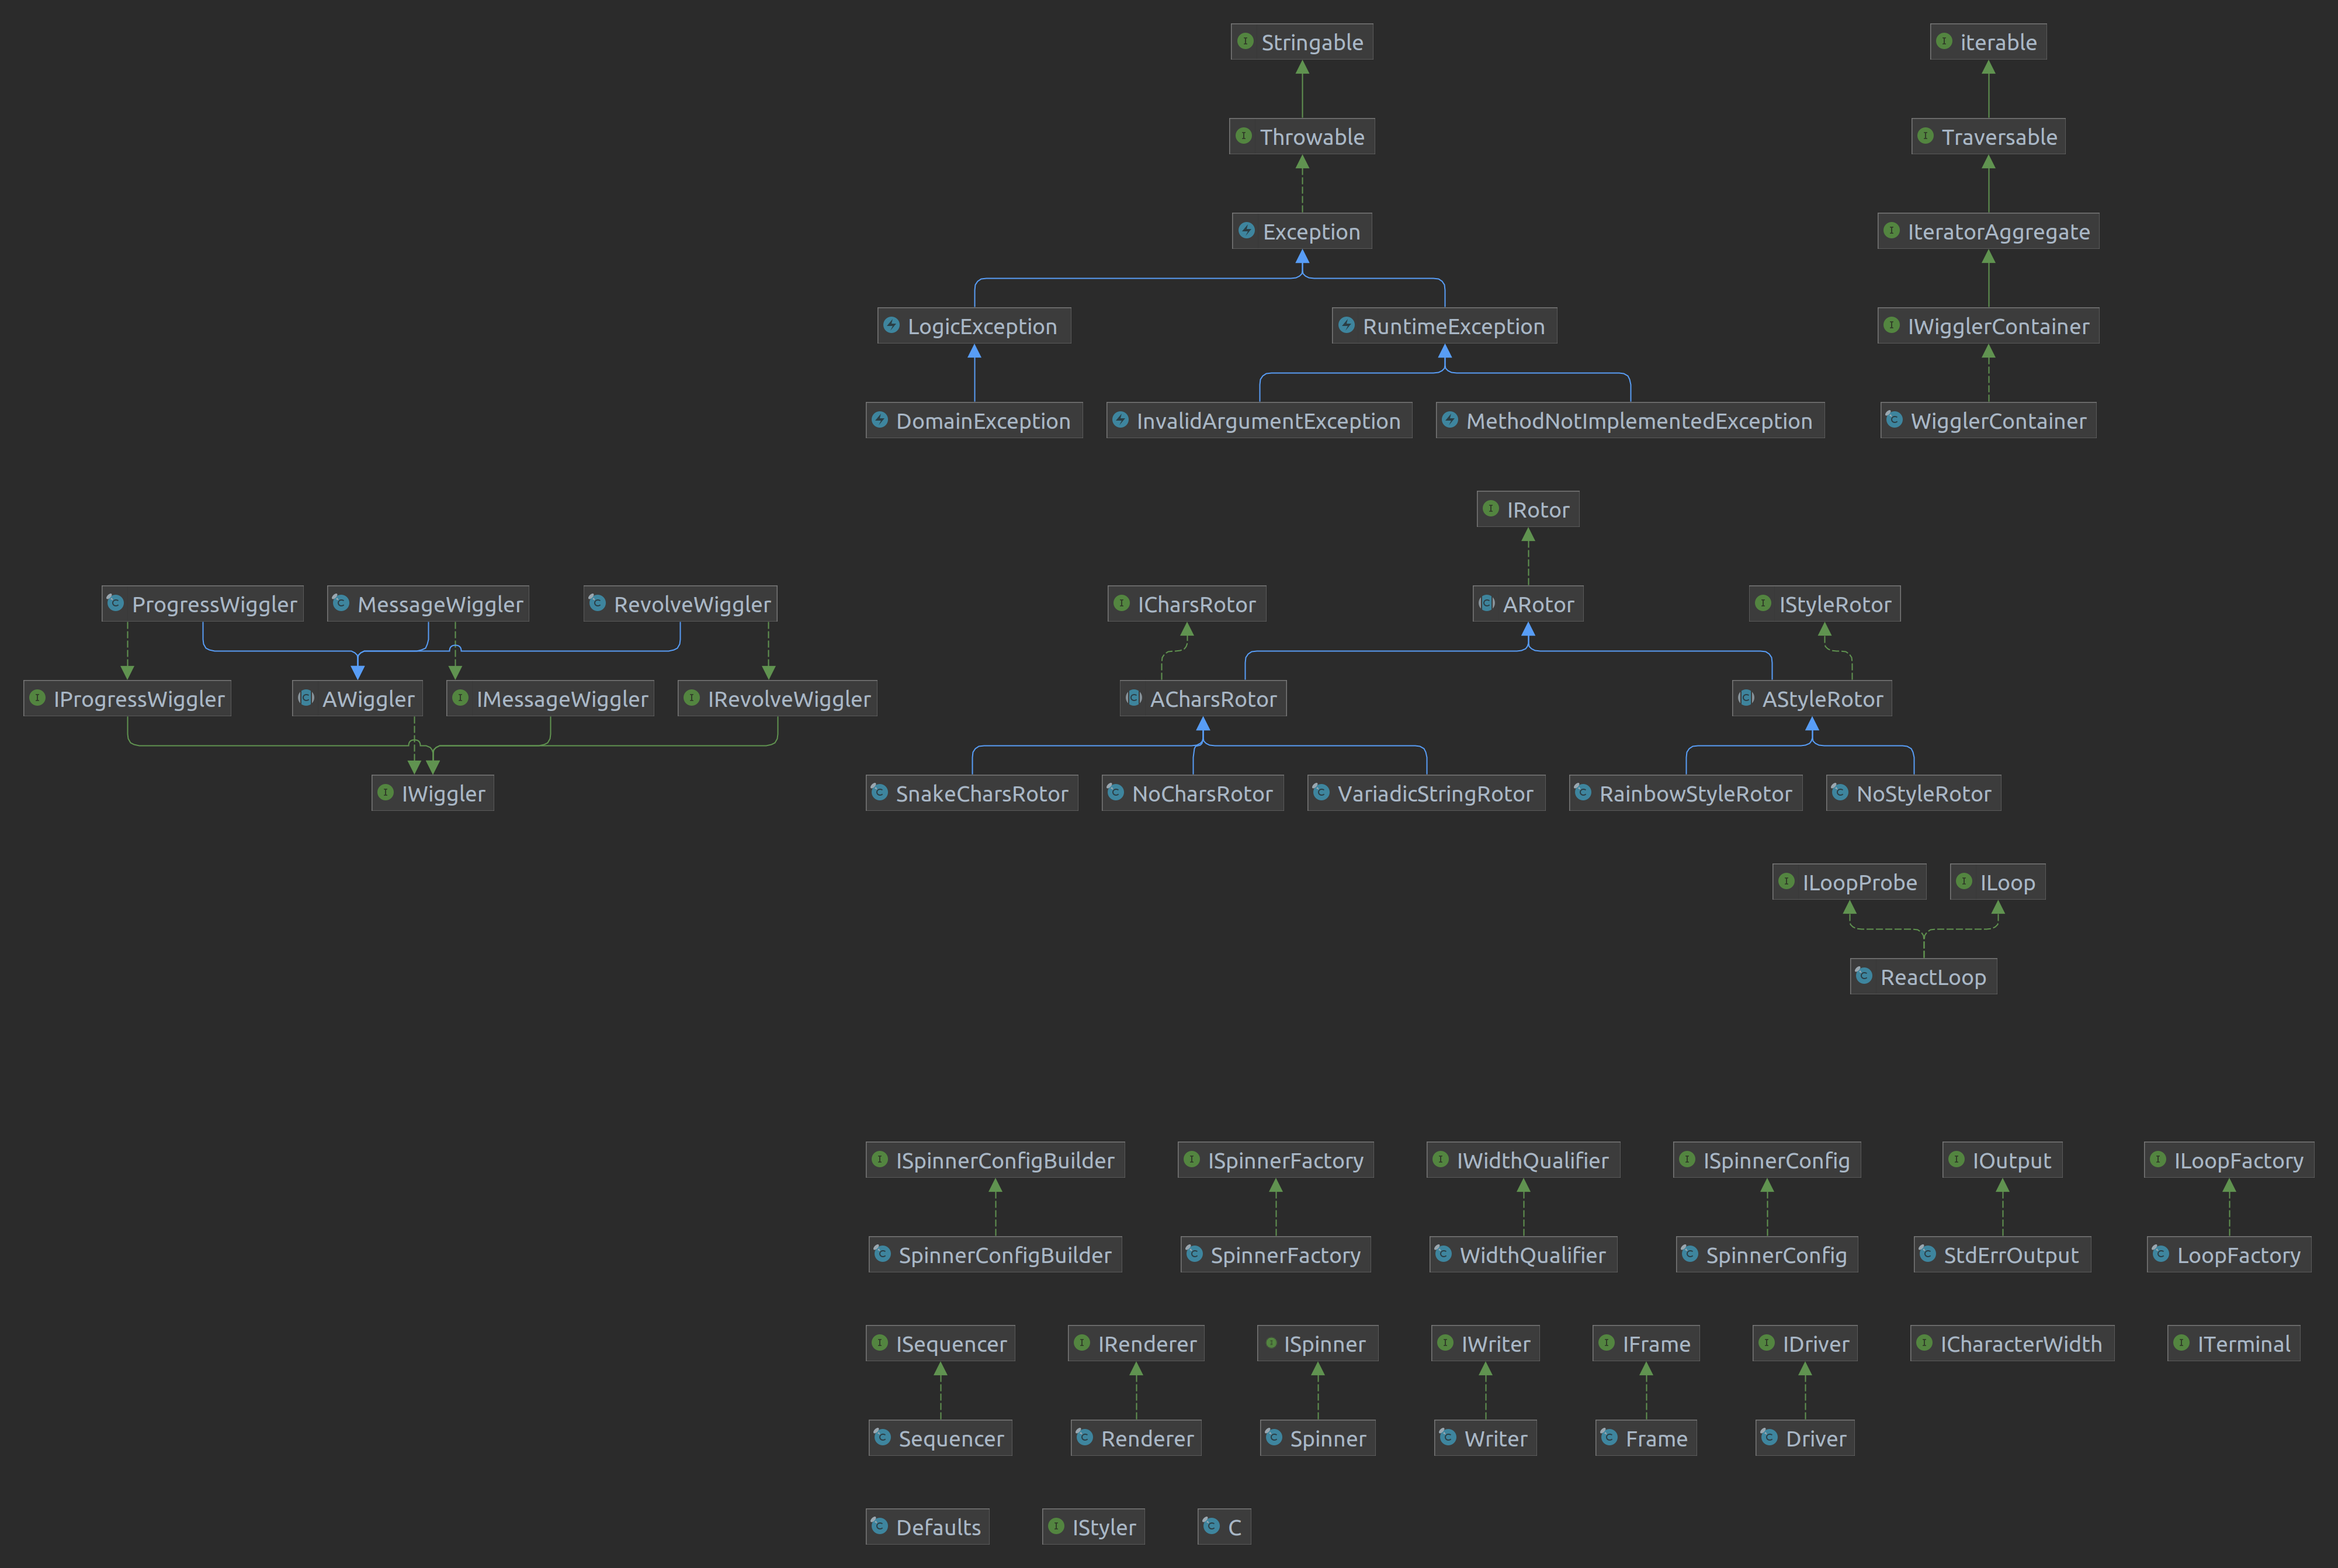 Stringable
iterable
Throwable
Traversable
Exception
IteratorAggregate
LogicException
RuntimeException
IWigglerContainer
DomainException
InvalidArgumentException
MethodNotImplementedException
WigglerContainer
IRotor
ProgressWiggler
MessageWiggler
RevolveWiggler
ICharsRotor
ARotor
IStyleRotor
IProgressWiggler
AWiggler
IMessageWiggler
IRevolveWiggler
ACharsRotor
AStyleRotor
IWiggler
SnakeCharsRotor
NoCharsRotor
VariadicStringRotor
RainbowStyleRotor
NoStyleRotor
ILoopProbe
ILoop
ReactLoop
ISpinnerConfigBuilder
ISpinnerFactory
IWidthQualifier
ISpinnerConfig
IOutput
ILoopFactory
SpinnerConfigBuilder
SpinnerFactory
WidthQualifier
SpinnerConfig
StdErrOutput
LoopFactory
ISequencer
IRenderer
ISpinner
IWriter
IFrame
IDriver
ICharacterWidth
ITerminal
Sequencer
Renderer
Spinner
Writer
Frame
Driver
Defaults
IStyler
C